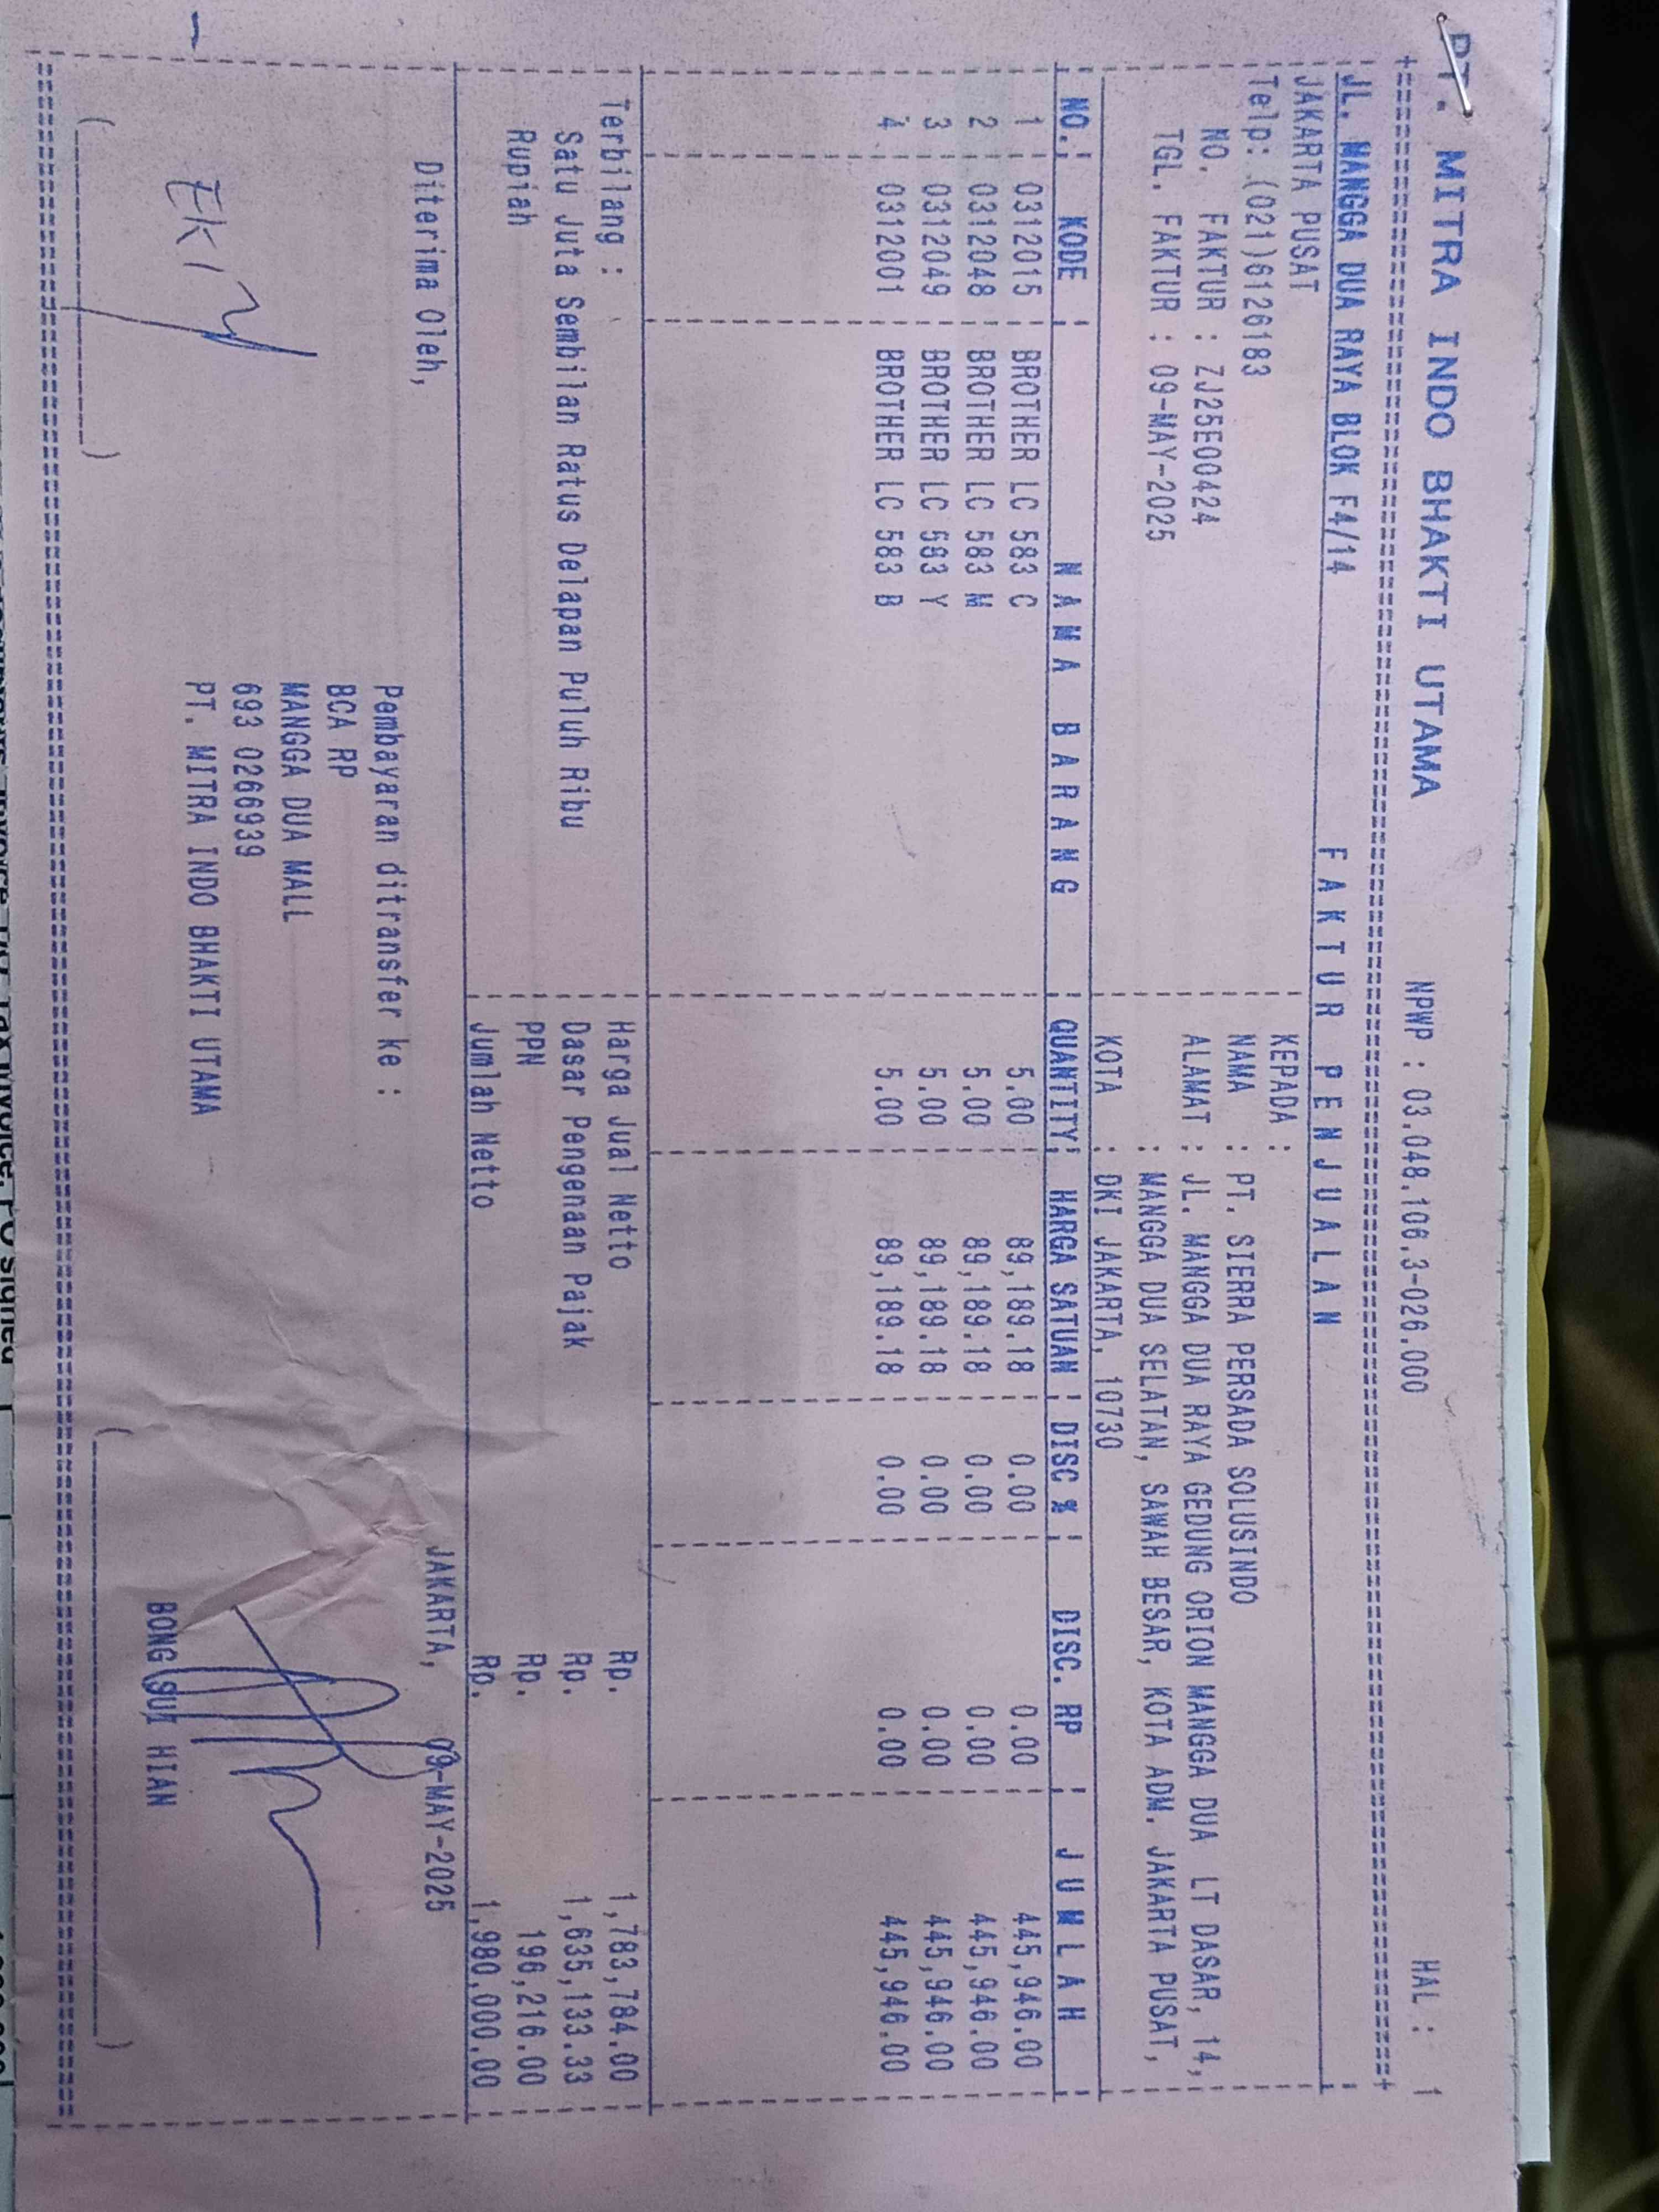 PT. MITRA INDO BHAKTI UTAMA NPWP : 03.048.106.3-026.000 HAL : 1
JL. MANGGA DUA RAYA BLOK F4/14 FAKTUR PENJUALAN
JAKARTA PUSAT KEPADA :
Telp: (021)6126183 NAMA : PT. SIERRA PERSADA SOLUSINDO
NO. FAKTUR : ZJ25E00424 ALAMAT : JL. MANGGA DUA RAYA GEDUNG ORION MANGGA DUA LT DASAR, 14,
TGL. FAKTUR : 09-MAY-2025 : MANGGA DUA SELATAN, SAWAH BESAR, KOTA ADM. JAKARTA PUSAT,
KOTA : DKI JAKARTA, 10730
NO. KODE NAMA BARANG QUANTITY HARGA SATUAN DISC % DISC. RP JUMLAH
1 0312015 BROTHER LC 583 C 5.00 89,189.18 0.00 0.00 445,946.00
2 0312048 BROTHER LC 583 M 5.00 89,189.18 0.00 0.00 445,946.00
3 0312049 BROTHER LC 583 Y 5.00 89,189.18 0.00 0.00 445,946.00
4 0312001 BROTHER LC 583 B 5.00 89,189.18 0.00 0.00 445,946.00
Terbilang : Harga Jual Netto Rp. 1,783,784.00
Satu Juta Sembilan Ratus Delapan Puluh Ribu Dasar Pengenaan Pajak Rp. 1,635,133.33
Rupiah PPN Rp. 196,216.00
Jumlah Netto Rp. 1,980,000.00
Diterima Oleh, JAKARTA, 09-MAY-2025
Pembayaran ditransfer ke :
BCA RP
MANGGA DUA MALL
693 0266939
PT. MITRA INDO BHAKTI UTAMA
BONG SUI HIAN